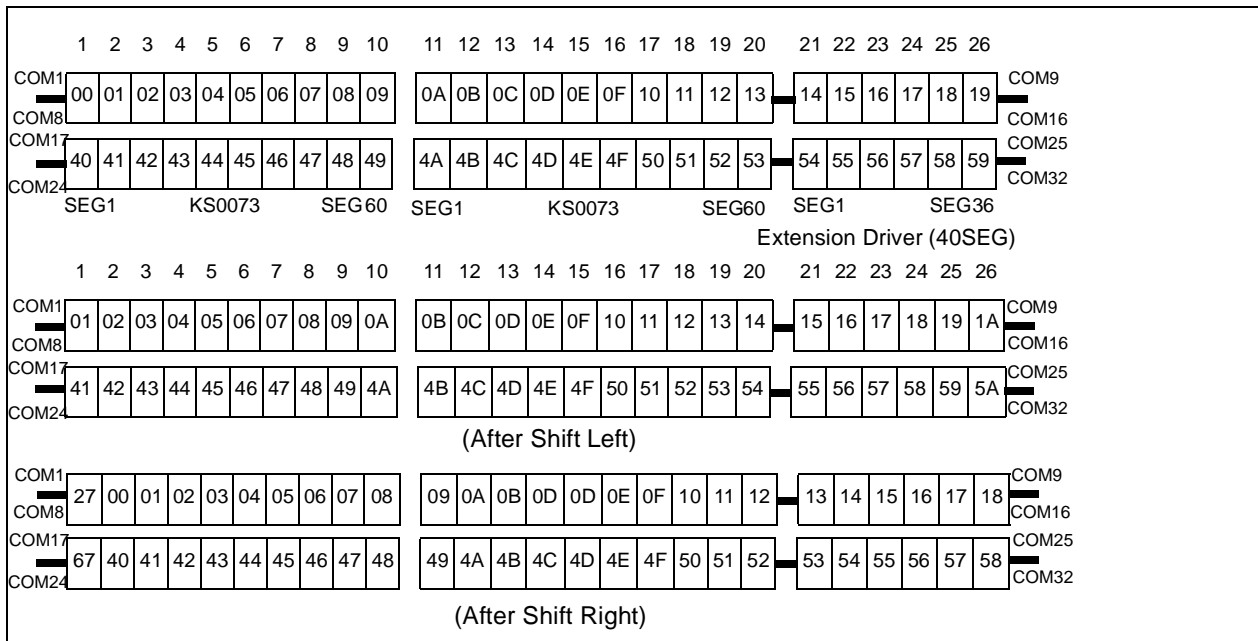 1 2 3 4 5 6 7 8 9 10 11 12 13 14 15 16 17 18 19 20 21 22 23 24 25 26
COM1 COM9
00 01 02 03 04 05 06 07 08 09 0A 0B 0C 0D 0E 0F 10 11 12 13 14 15 16 17 18 19
COM8 COM16
COM17 COM25
40 41 42 43 44 45 46 47 48 49 4A 4B 4C 4D 4E 4F 50 51 52 53 54 55 56 57 58 59
COM24 COM32
SEG1 KS0073 SEG60 SEG1 KS0073 SEG60 SEG1 SEG36
Extension Driver (40SEG)
1 2 3 4 5 6 7 8 9 10 11 12 13 14 15 16 17 18 19 20 21 22 23 24 25 26
COM1 COM9
01 02 03 04 05 06 07 08 09 0A 0B 0C 0D 0E 0F 10 11 12 13 14 15 16 17 18 19 1A
COM8 COM16
COM17 COM25
41 42 43 44 45 46 47 48 49 4A 4B 4C 4D 4E 4F 50 51 52 53 54 55 56 57 58 59 5A
COM24 COM32
(After Shift Left)
COM1 COM9
27 00 01 02 03 04 05 06 07 08 09 0A 0B 0D 0D 0E 0F 10 11 12 13 14 15 16 17 18
COM8 COM16
COM17 COM25
67 40 41 42 43 44 45 46 47 48 49 4A 4B 4C 4D 4E 4F 50 51 52 53 54 55 56 57 58
COM24 COM32
(After Shift Right)